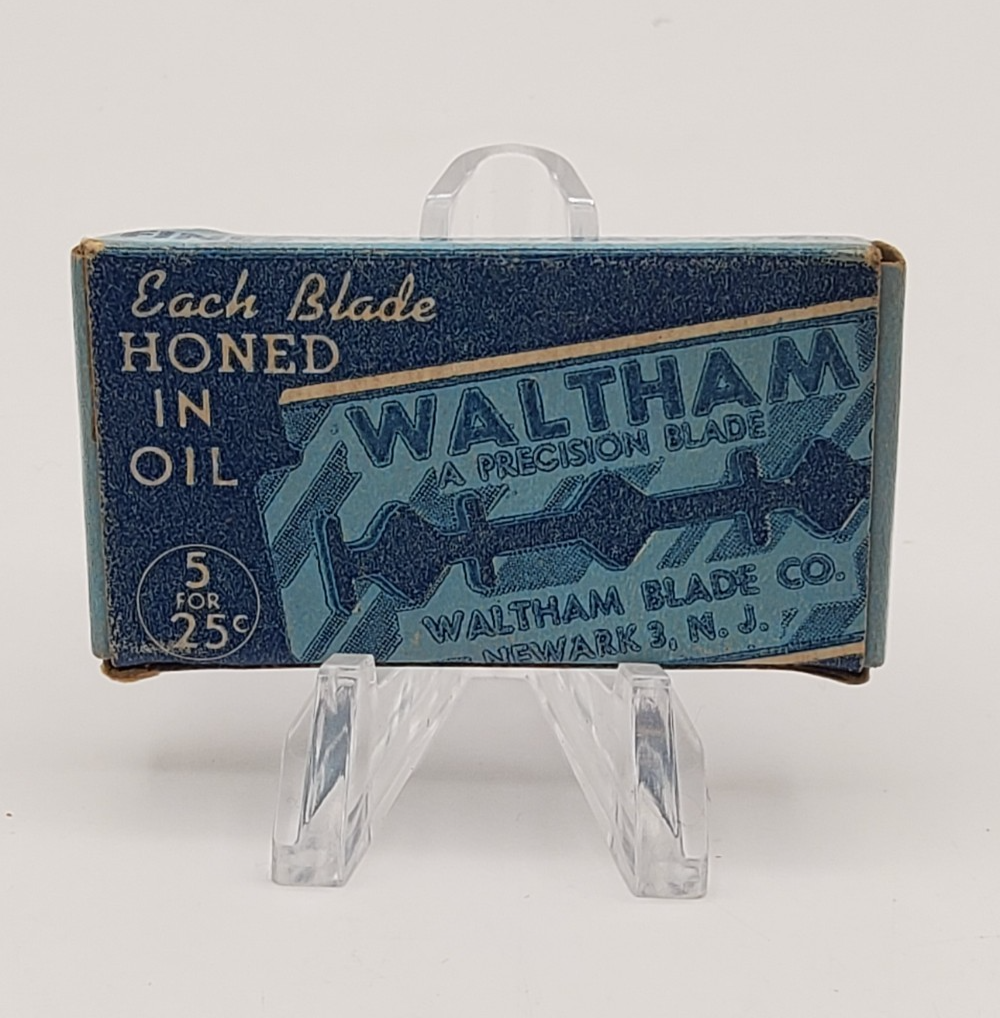 Each Blade
HONED
IN
OIL
5
FOR
25¢
WALTHAM
A PRECISION BLADE
WALTHAM BLADE CO.
NEWARK 3, N. J.